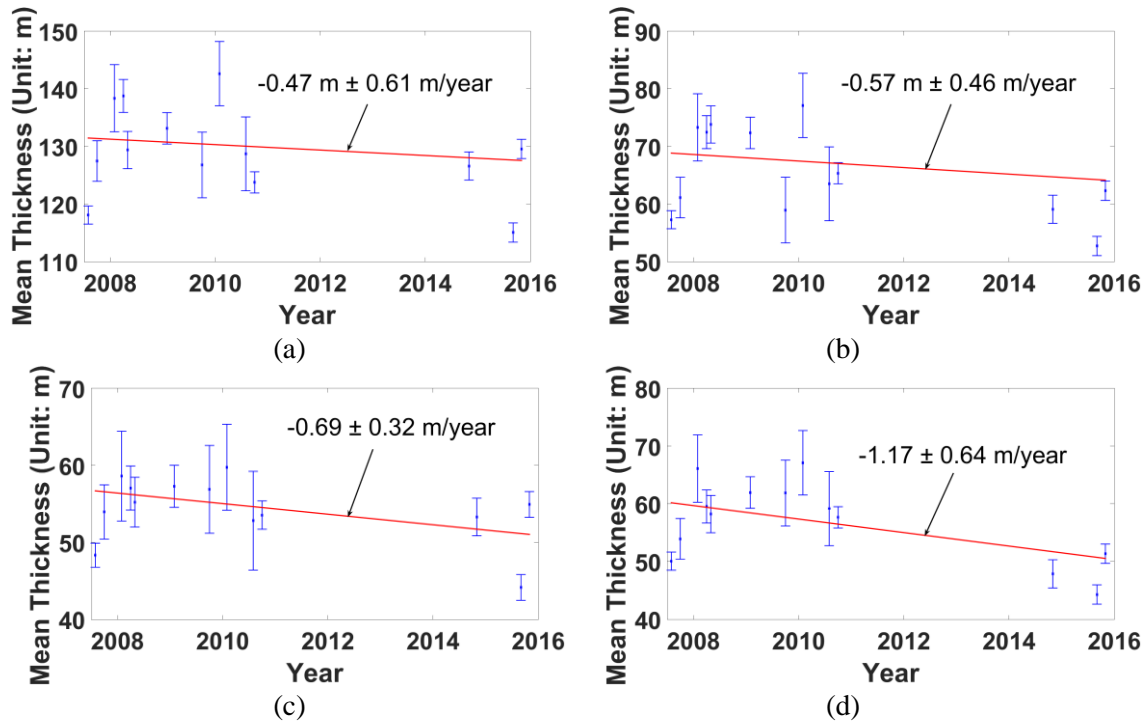 Mean Thickness (Unit: m)
150
140
130
120
110
-0.47 m ± 0.61 m/year
2008 2010 2012 2014 2016
Year
(a)
Mean Thickness (Unit: m)
90
80
70
60
50
-0.57 m ± 0.46 m/year
2008 2010 2012 2014 2016
Year
(b)
Mean Thickness (Unit: m)
70
60
50
40
-0.69 ± 0.32 m/year
2008 2010 2012 2014 2016
Year
(c)
Mean Thickness (Unit: m)
80
70
60
50
40
-1.17 ± 0.64 m/year
2008 2010 2012 2014 2016
Year
(d)